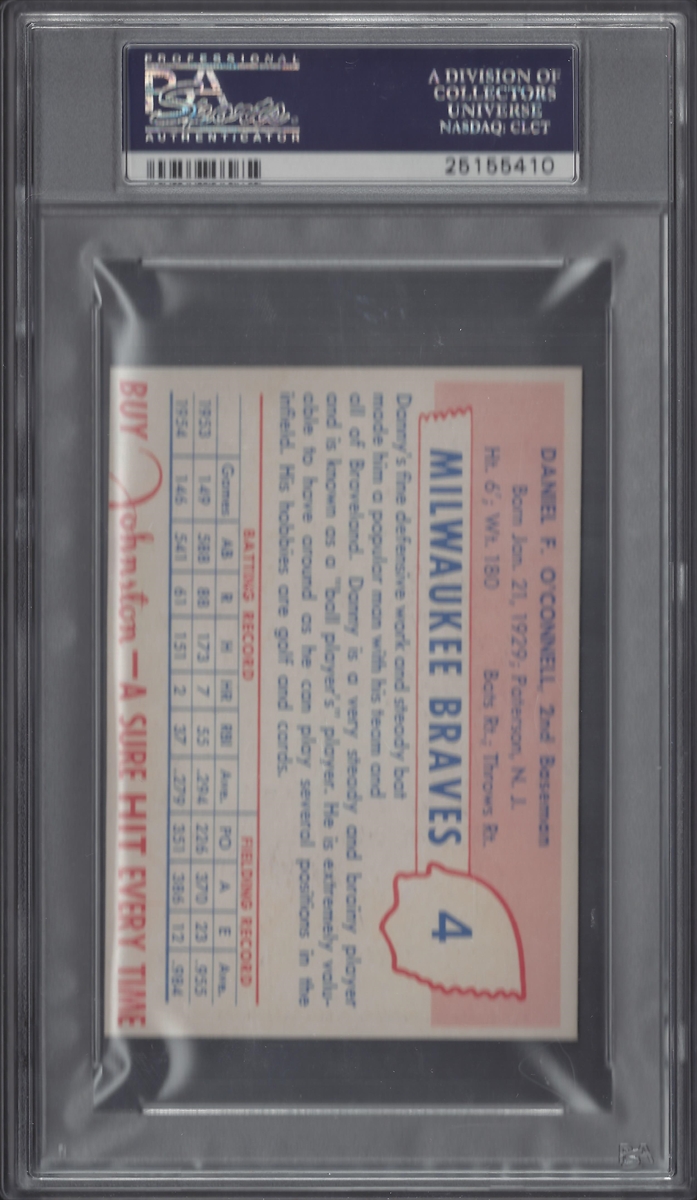 PROFESSIONAL
PSA
Sports
AUTHENTICATOR
A DIVISION OF
COLLECTORS
UNIVERSE
NASDAQ: CLCT
25155410
DANIEL F. O'CONNELL, 2nd Baseman
Born Jan. 21, 1929; Paterson, N. J.
Ht. 6'; Wt. 180 Bats Rt.; Throws Rt.
MILWAUKEE BRAVES 4
Danny's fine defensive work and steady bat
made him a popular man with his team and
all of Braveland. Danny is a very steady and brainy player
and is known as a "ball player's" player. He is extremely valu-
able to have around as he can play several positions in the
infield. His hobbies are golf and cards.
BATTING RECORD FIELDING RECORD
Games AB R H HR RBI Ave. PO A E Ave.
1953 149 588 88 173 7 55 .294 226 370 23 .955
1954 146 541 61 151 2 37 .279 351 386 12 .984
BUY Johnston—A SURE HIT EVERY TIME
PSA